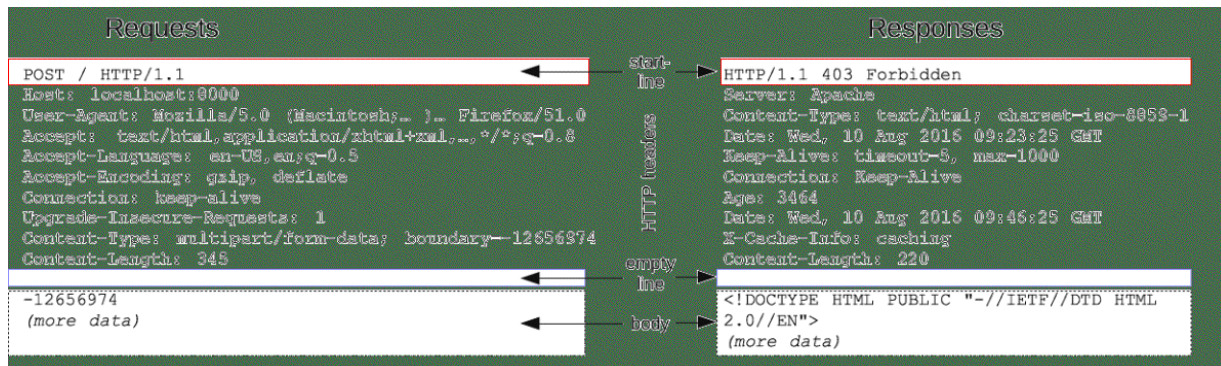 Requests
POST / HTTP/1.1
Host: localhost:8000
User-Agent: Mozilla/5.0 (Macintosh;… )… Firefox/51.0
Accept: text/html,application/xhtml+xml,…,*/*;q=0.8
Accept-Language: en-US,en;q=0.5
Accept-Encoding: gzip, deflate
Connection: keep-alive
Upgrade-Insecure-Requests: 1
Content-Type: multipart/form-data; boundary=-12656974
Content-Length: 345
-12656974
(more data)
start-
line
HTTP headers
empty
line
body
Responses
HTTP/1.1 403 Forbidden
Server: Apache
Content-Type: text/html; charset=iso-8859-1
Date: Wed, 10 Aug 2016 09:23:25 GMT
Keep-Alive: timeout=5, max=1000
Connection: Keep-Alive
Age: 3464
Date: Wed, 10 Aug 2016 09:46:25 GMT
X-Cache-Info: caching
Content-Length: 220
<!DOCTYPE HTML PUBLIC "-//IETF//DTD HTML
2.0//EN">
(more data)